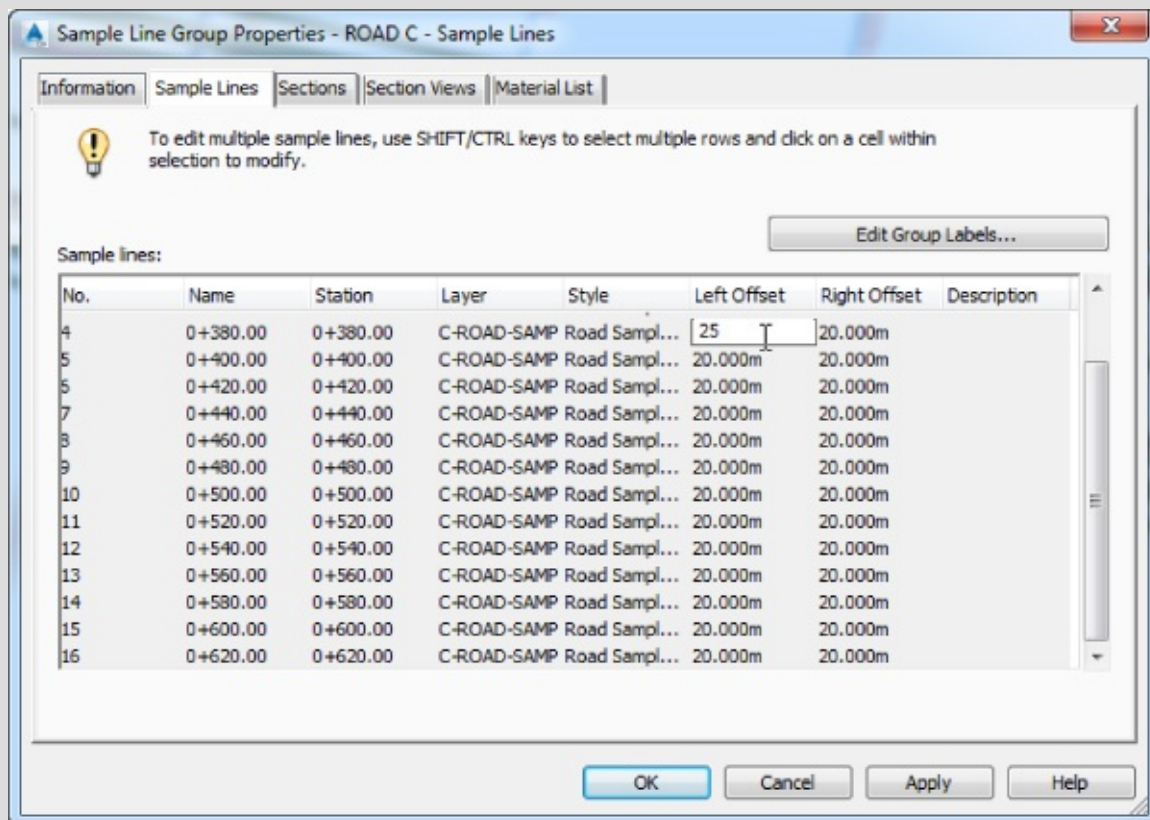 Sample Line Group Properties - ROAD C - Sample Lines
Information Sample Lines Sections Section Views Material List
To edit multiple sample lines, use SHIFT/CTRL keys to select multiple rows and click on a cell within
selection to modify.
Edit Group Labels...
Sample lines:
No. Name Station Layer Style Left Offset Right Offset Description
4 0+380.00 0+380.00 C-ROAD-SAMP Road Sampl... 25 20.000m
5 0+400.00 0+400.00 C-ROAD-SAMP Road Sampl... 20.000m 20.000m
6 0+420.00 0+420.00 C-ROAD-SAMP Road Sampl... 20.000m 20.000m
7 0+440.00 0+440.00 C-ROAD-SAMP Road Sampl... 20.000m 20.000m
8 0+460.00 0+460.00 C-ROAD-SAMP Road Sampl... 20.000m 20.000m
9 0+480.00 0+480.00 C-ROAD-SAMP Road Sampl... 20.000m 20.000m
10 0+500.00 0+500.00 C-ROAD-SAMP Road Sampl... 20.000m 20.000m
11 0+520.00 0+520.00 C-ROAD-SAMP Road Sampl... 20.000m 20.000m
12 0+540.00 0+540.00 C-ROAD-SAMP Road Sampl... 20.000m 20.000m
13 0+560.00 0+560.00 C-ROAD-SAMP Road Sampl... 20.000m 20.000m
14 0+580.00 0+580.00 C-ROAD-SAMP Road Sampl... 20.000m 20.000m
15 0+600.00 0+600.00 C-ROAD-SAMP Road Sampl... 20.000m 20.000m
16 0+620.00 0+620.00 C-ROAD-SAMP Road Sampl... 20.000m 20.000m
OK Cancel Apply Help